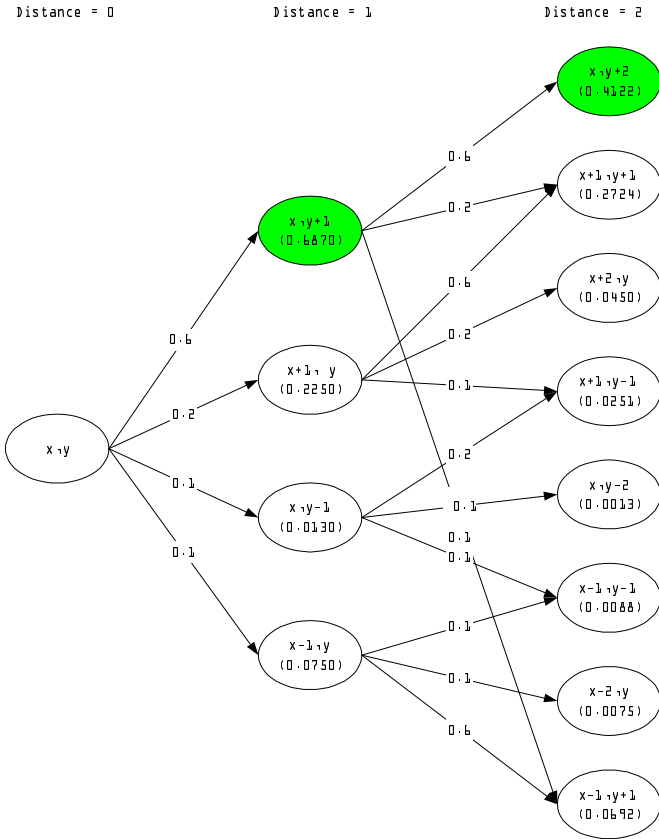 Distance = 0
Distance = 1
Distance = 2
x,y+2
(0.4122)
0.6
x+1,y+1
(0.2724)
0.2
x,y+1
(0.6870)
0.6
x+2,y
(0.0450)
0.2
0.6
x+1, y
(0.2250)
0.1
x+1,y-1
(0.0251)
0.2
x,y
0.2
0.1
x,y-1
(0.0130)
0.1
x,y-2
(0.0013)
0.1
0.1
0.1
x-1,y-1
(0.0088)
0.1
x-1,y
(0.0750)
0.1
x-2,y
(0.0075)
0.6
x-1,y+1
(0.0692)